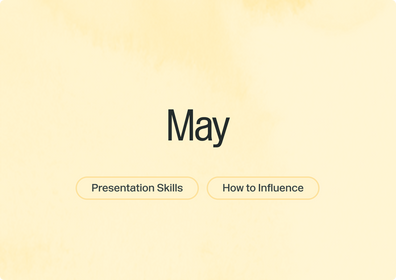 May
Presentation Skills
How to Influence